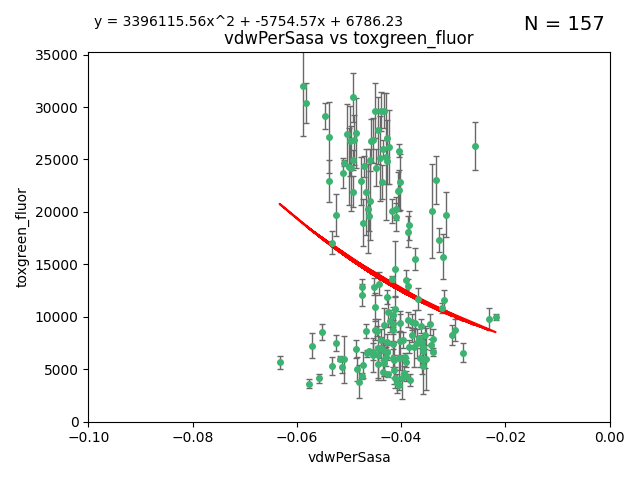 y = 3396115.56x^2 + -5754.57x + 6786.23
N = 157
vdwPerSasa vs toxgreen_fluor
35000
30000
25000
20000
15000
10000
5000
0
toxgreen_fluor
−0.10
−0.08
−0.06
−0.04
−0.02
0.00
vdwPerSasa